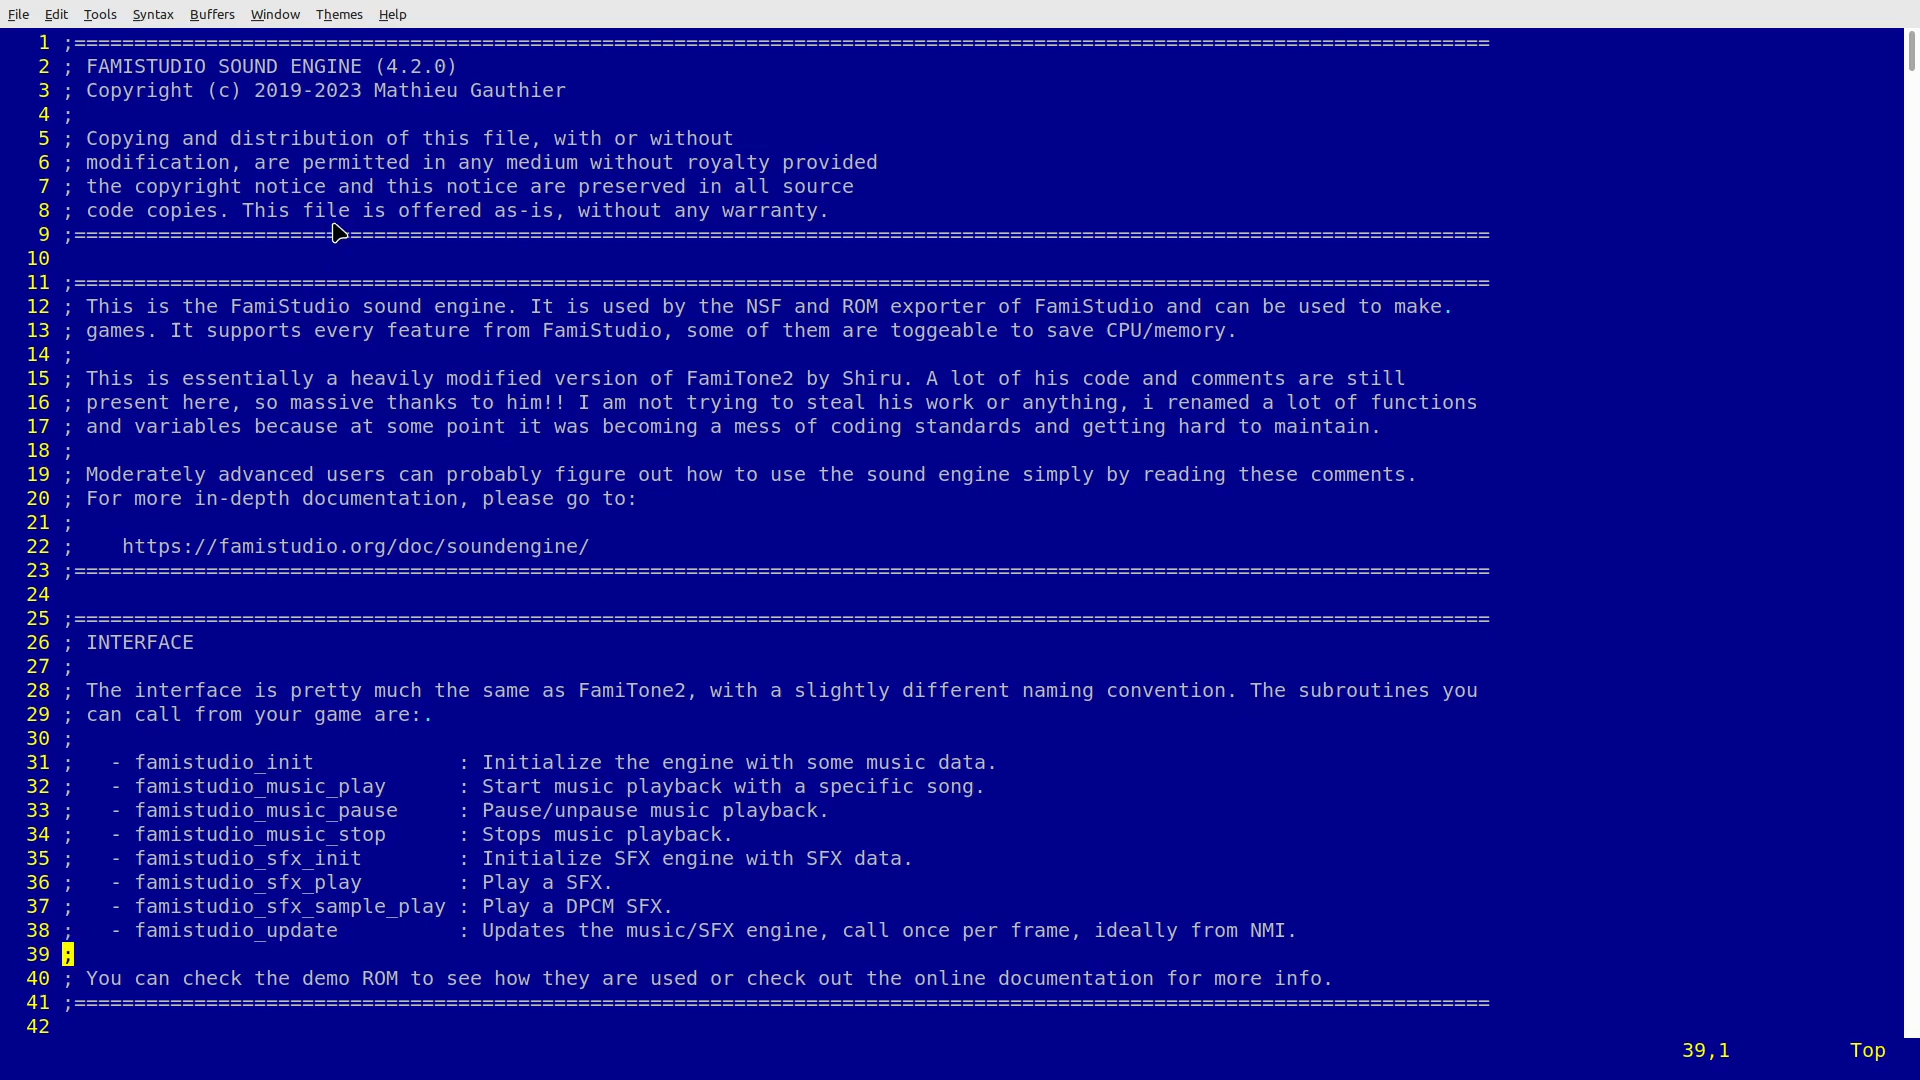 File Edit Tools Syntax Buffers Window Themes Help
1 ;======================================================================================================================
2 ; FAMISTUDIO SOUND ENGINE (4.2.0)
3 ; Copyright (c) 2019-2023 Mathieu Gauthier
4 ;
5 ; Copying and distribution of this file, with or without
6 ; modification, are permitted in any medium without royalty provided
7 ; the copyright notice and this notice are preserved in all source
8 ; code copies. This file is offered as-is, without any warranty.
9 ;======================================================================================================================
10
11 ;======================================================================================================================
12 ; This is the FamiStudio sound engine. It is used by the NSF and ROM exporter of FamiStudio and can be used to make.
13 ; games. It supports every feature from FamiStudio, some of them are toggeable to save CPU/memory.
14 ;
15 ; This is essentially a heavily modified version of FamiTone2 by Shiru. A lot of his code and comments are still
16 ; present here, so massive thanks to him!! I am not trying to steal his work or anything, i renamed a lot of functions
17 ; and variables because at some point it was becoming a mess of coding standards and getting hard to maintain.
18 ;
19 ; Moderately advanced users can probably figure out how to use the sound engine simply by reading these comments.
20 ; For more in-depth documentation, please go to:
21 ;
22 ;    https://famistudio.org/doc/soundengine/
23 ;======================================================================================================================
24
25 ;======================================================================================================================
26 ; INTERFACE
27 ;
28 ; The interface is pretty much the same as FamiTone2, with a slightly different naming convention. The subroutines you
29 ; can call from your game are:.
30 ;
31 ;   - famistudio_init            : Initialize the engine with some music data.
32 ;   - famistudio_music_play      : Start music playback with a specific song.
33 ;   - famistudio_music_pause     : Pause/unpause music playback.
34 ;   - famistudio_music_stop      : Stops music playback.
35 ;   - famistudio_sfx_init        : Initialize SFX engine with SFX data.
36 ;   - famistudio_sfx_play        : Play a SFX.
37 ;   - famistudio_sfx_sample_play : Play a DPCM SFX.
38 ;   - famistudio_update          : Updates the music/SFX engine, call once per frame, ideally from NMI.
39 ;
40 ; You can check the demo ROM to see how they are used or check out the online documentation for more info.
41 ;======================================================================================================================
42
39,1 Top